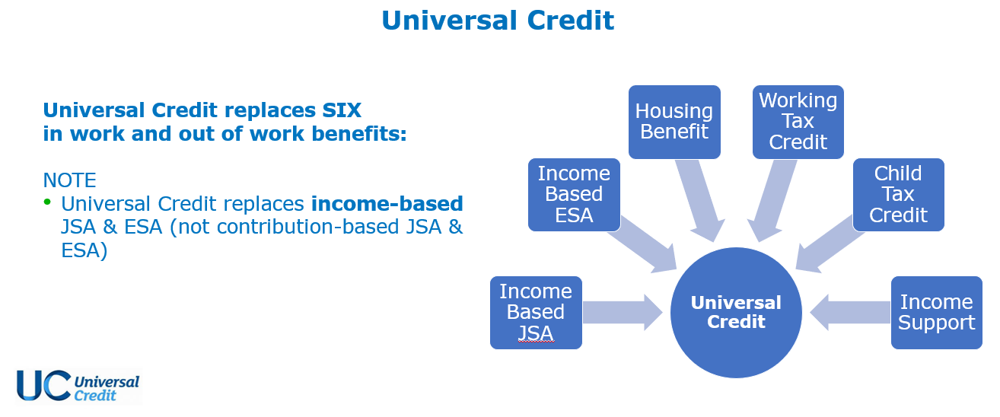 Universal Credit
Universal Credit replaces SIX
in work and out of work benefits:
NOTE
• Universal Credit replaces income-based
JSA & ESA (not contribution-based JSA &
ESA)
Income
Based
JSA
Income
Based
ESA
Housing
Benefit
Working
Tax
Credit
Child
Tax
Credit
Income
Support
Universal
Credit
UC Universal
Credit